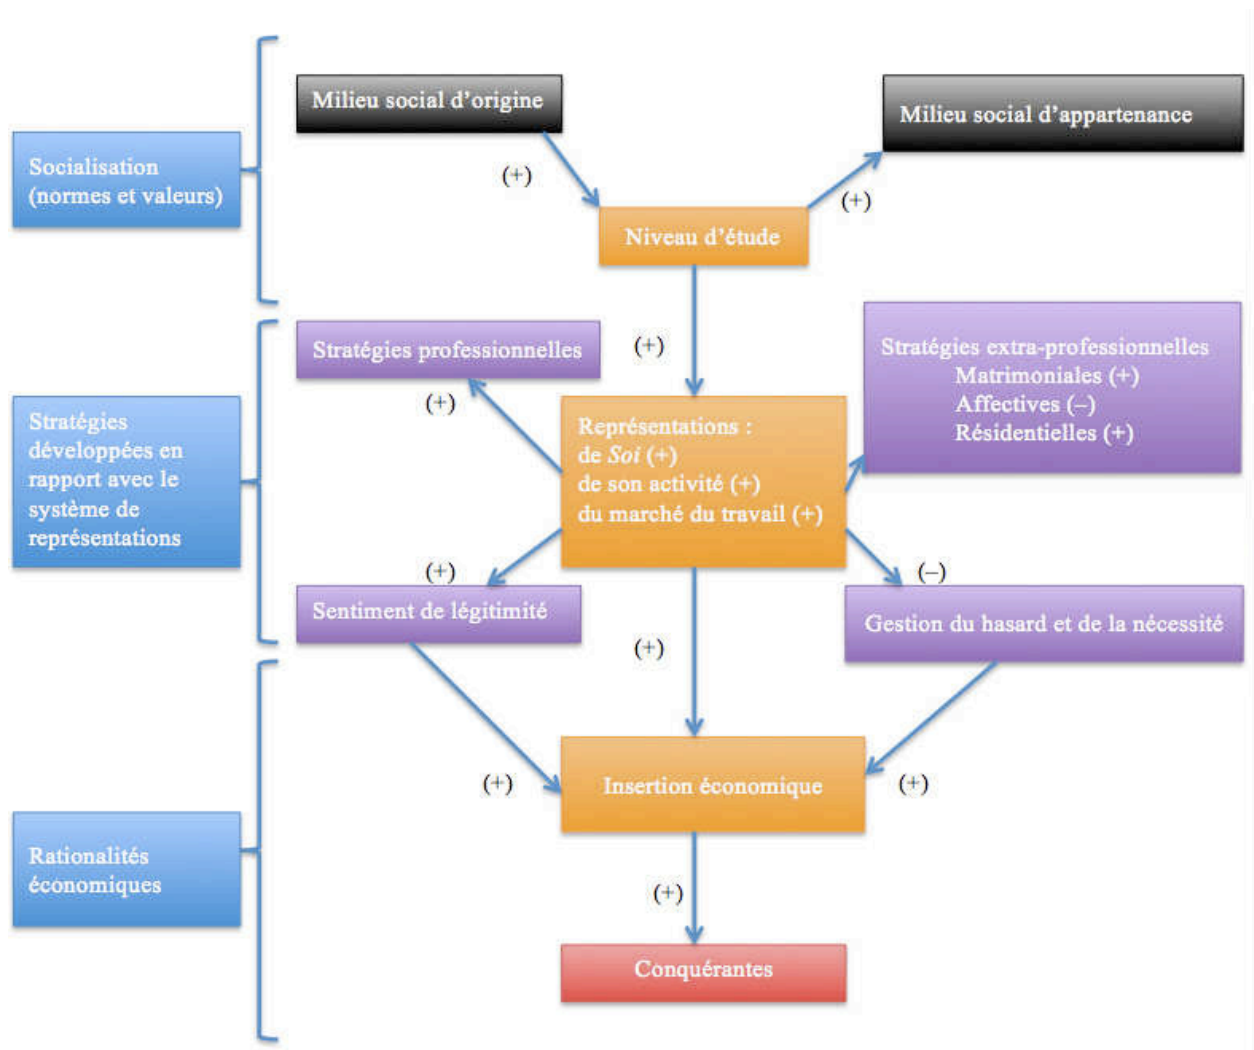 Milieu social d'origine
Milieu social d'appartenance
Socialisation
(normes et valeurs)
(+)
(+)
Niveau d'étude
Stratégies professionnelles
(+)
Stratégies extra-professionnelles
Matrimoniales (+)
Affectives (–)
Résidentielles (+)
(+)
Stratégies
développées en
rapport avec le
système de
représentations
Représentations :
de Soi (+)
de son activité (+)
du marché du travail (+)
(+)
(–)
Sentiment de légitimité
Gestion du hasard et de la nécessité
(+)
(+)
Insertion économique
(+)
Rationalités
économiques
(+)
Conquérantes